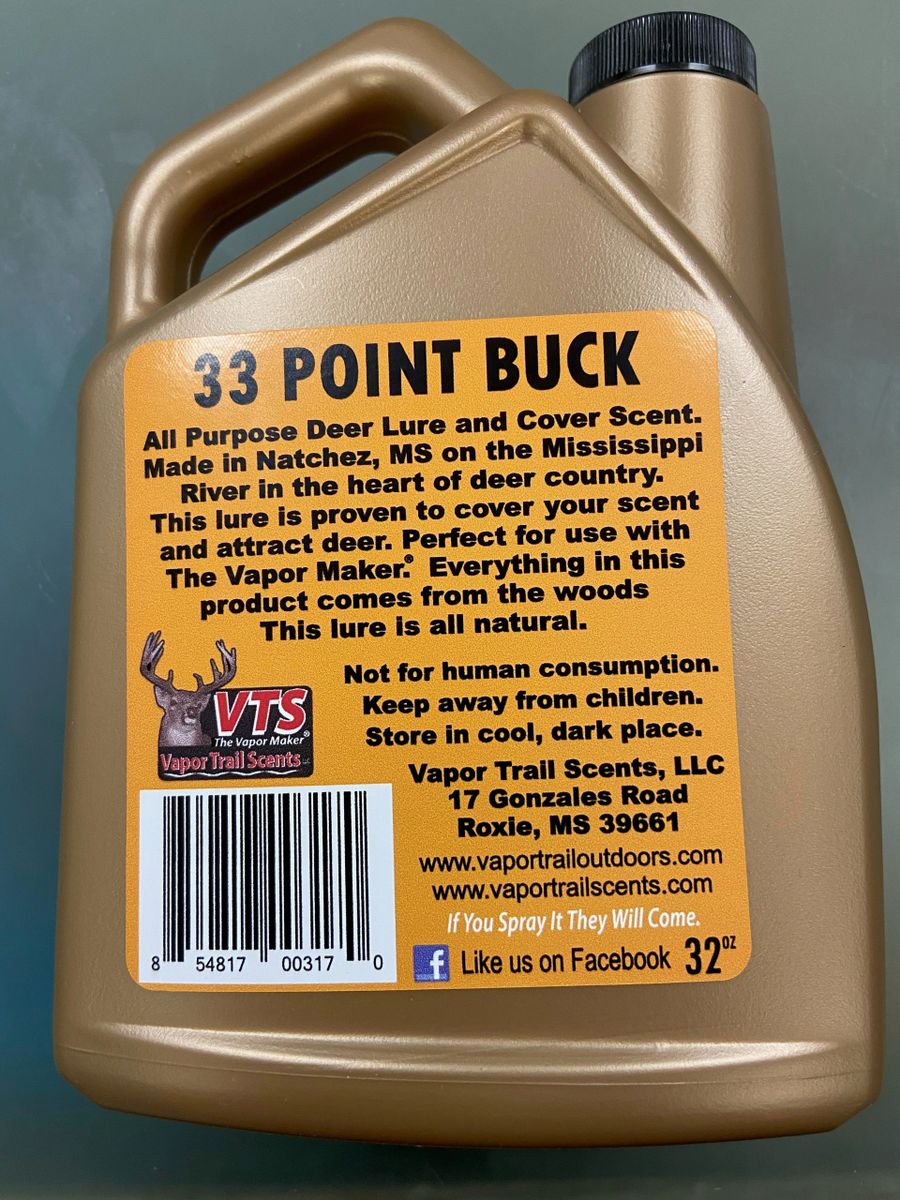 33 POINT BUCK
All Purpose Deer Lure and Cover Scent.
Made in Natchez, MS on the Mississippi
River in the heart of deer country.
This lure is proven to cover your scent
and attract deer. Perfect for use with
The Vapor Maker.® Everything in this
product comes from the woods
This lure is all natural.
Not for human consumption.
Keep away from children.
Store in cool, dark place.
VTS
The Vapor Maker®
Vapor Trail Scents LLC
Vapor Trail Scents, LLC
17 Gonzales Road
Roxie, MS 39661
www.vaportrailoutdoors.com
www.vaportrailscents.com
If You Spray It They Will Come.
f Like us on Facebook 32oz
8 54817 00317 0